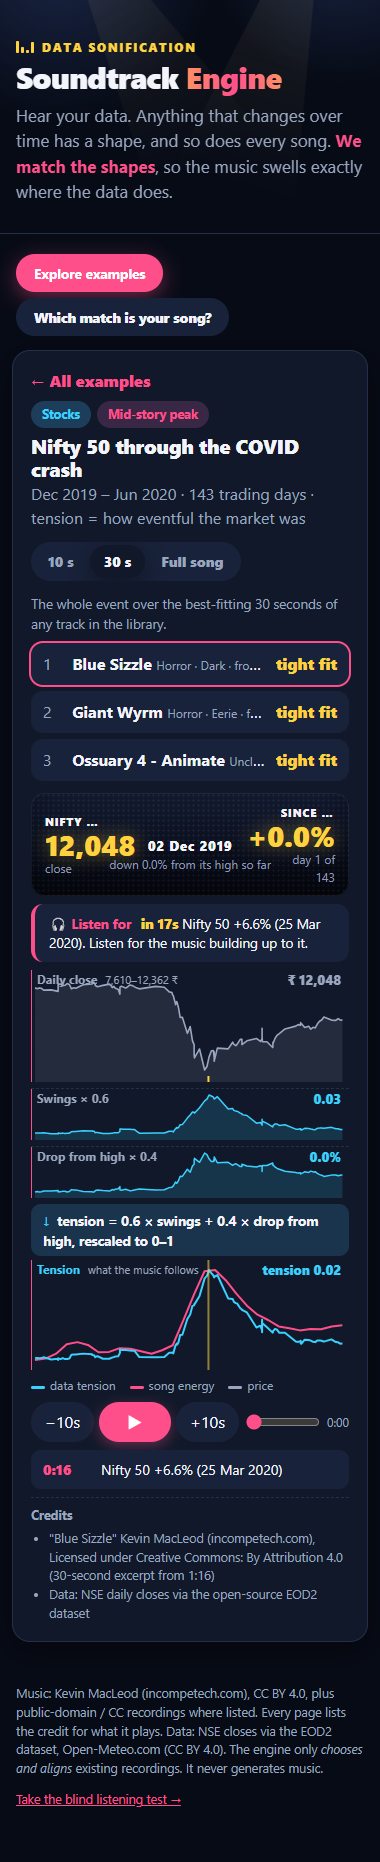 DATA SONIFICATION
Soundtrack Engine
Hear your data. Anything that changes over
time has a shape, and so does every song. We
match the shapes, so the music swells exactly
where the data does.
Explore examples
Which match is your song?
← All examples
Stocks Mid-story peak
Nifty 50 through the COVID
crash
Dec 2019 – Jun 2020 · 143 trading days ·
tension = how eventful the market was
10 s 30 s Full song
The whole event over the best-fitting 30 seconds of
any track in the library.
1 Blue Sizzle Horror · Dark · fro... tight fit
2 Giant Wyrm Horror · Eerie · f... tight fit
3 Ossuary 4 - Animate Uncl... tight fit
NIFTY ...
12,048
close
02 Dec 2019
down 0.0% from its high so far
SINCE ...
+0.0%
day 1 of
143
🎧 Listen for in 17s Nifty 50 +6.6% (25 Mar
2020). Listen for the music building up to it.
Daily close 7,610–12,362 ₹ ₹ 12,048
Swings × 0.6 0.03
Drop from high × 0.4 0.0%
↓ tension = 0.6 × swings + 0.4 × drop from
high, rescaled to 0–1
Tension what the music follows tension 0.02
data tension song energy price
−10s ▶ +10s 0:00
0:16 Nifty 50 +6.6% (25 Mar 2020)
Credits
• "Blue Sizzle" Kevin MacLeod (incompetech.com),
Licensed under Creative Commons: By Attribution 4.0
(30-second excerpt from 1:16)
• Data: NSE daily closes via the open-source EOD2
dataset
Music: Kevin MacLeod (incompetech.com), CC BY 4.0, plus
public-domain / CC recordings where listed. Every page lists
the credit for what it plays. Data: NSE closes via the EOD2
dataset, Open-Meteo.com (CC BY 4.0). The engine only chooses
and aligns existing recordings. It never generates music.
Take the blind listening test →